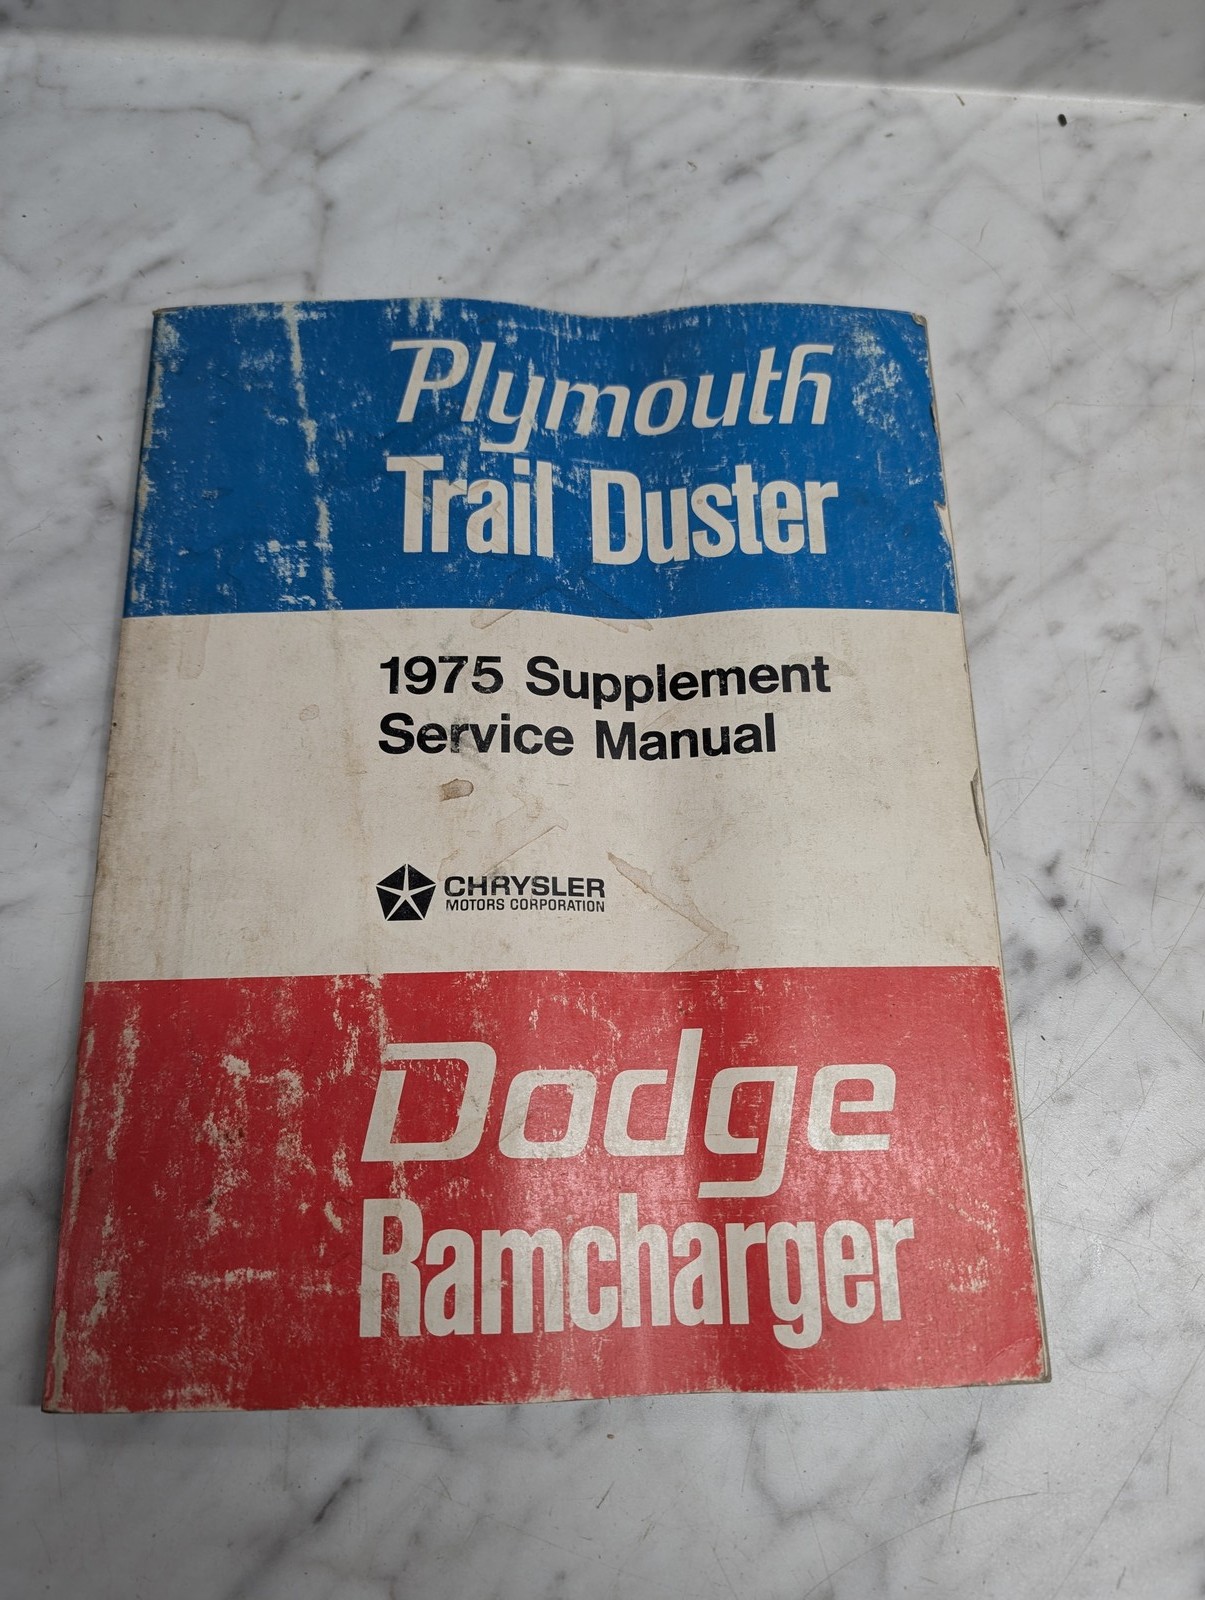 Plymouth
Trail Duster
1975 Supplement
Service Manual
CHRYSLER
MOTORS CORPORATION
Dodge
Ramcharger